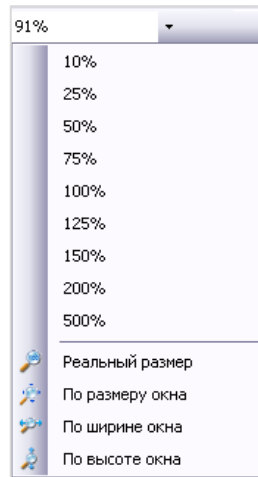 91%
10%
25%
50%
75%
100%
125%
150%
200%
500%
Реальный размер
По размеру окна
По ширине окна
По высоте окна